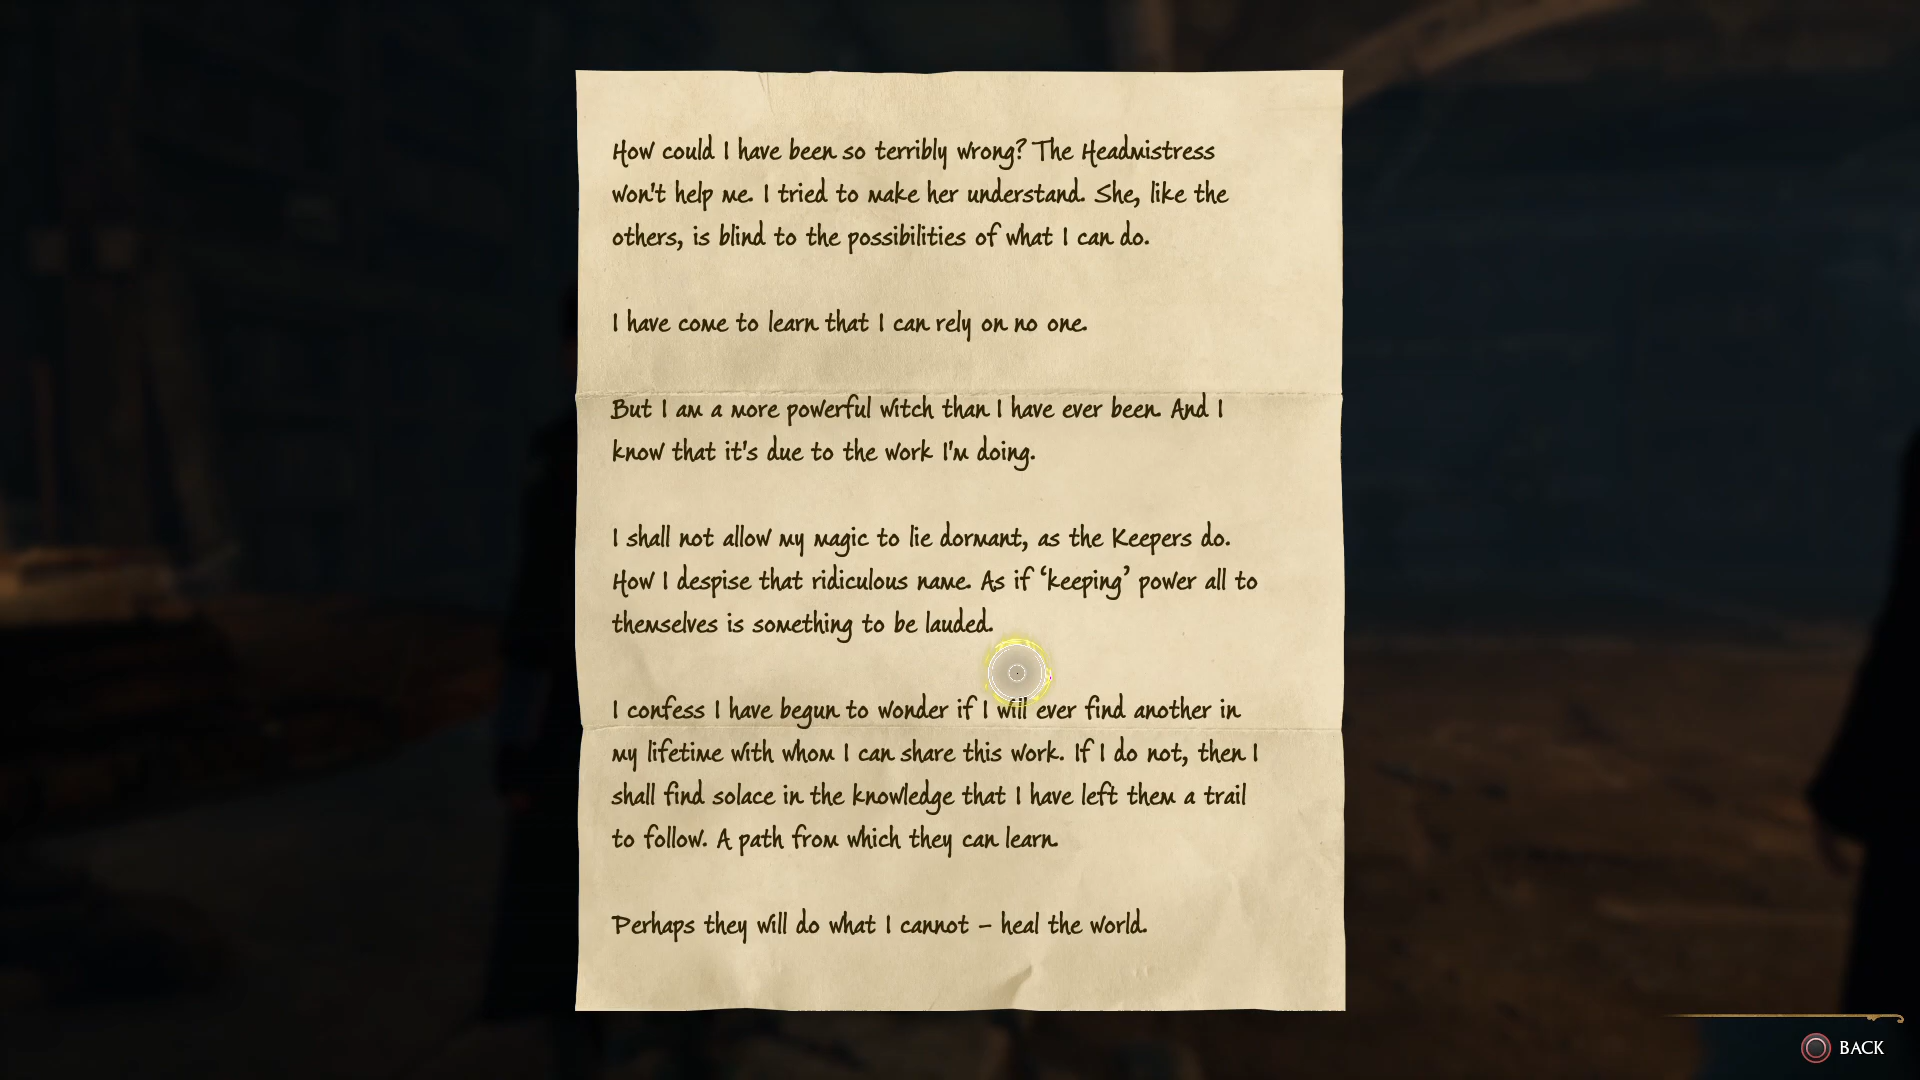 How could I have been so terribly wrong? The Headmistress
won't help me. I tried to make her understand. She, like the
others, is blind to the possibilities of what I can do.
I have come to learn that I can rely on no one.
But I am a more powerful witch than I have ever been. And I
know that it's due to the work I'm doing.
I shall not allow my magic to lie dormant, as the Keepers do.
How I despise that ridiculous name. As if ‘keeping’ power all to
themselves is something to be lauded.
I confess I have begun to wonder if I will ever find another in
my lifetime with whom I can share this work. If I do not, then I
shall find solace in the knowledge that I have left them a trail
to follow. A path from which they can learn.
Perhaps they will do what I cannot – heal the world.
BACK